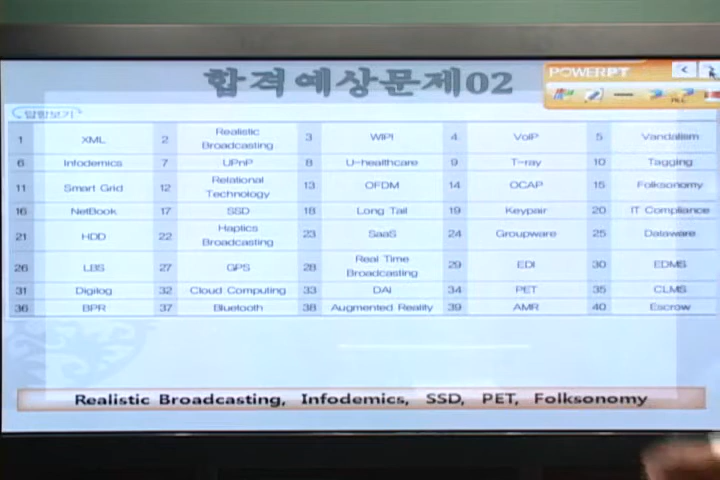 합격예상문제02
POWERPT
답항보기
1 XML 2 Realistic Broadcasting 3 WIPI 4 VoIP 5 Vandalism
6 Infodemics 7 UPnP 8 U-healthcare 9 T-ray 10 Tagging
11 Smart Grid 12 Relational Technology 13 OFDM 14 OCAP 15 Folksonomy
16 NetBook 17 SSD 18 Long Tail 19 Keypair 20 IT Compliance
21 HDD 22 Haptics Broadcasting 23 SaaS 24 Groupware 25 Dataware
26 LBS 27 GPS 28 Real Time Broadcasting 29 EDI 30 EDMS
31 Digilog 32 Cloud Computing 33 DAI 34 PET 35 CLMS
36 BPR 37 Bluetooth 38 Augmented Reality 39 AMR 40 Escrow
Realistic Broadcasting, Infodemics, SSD, PET, Folksonomy